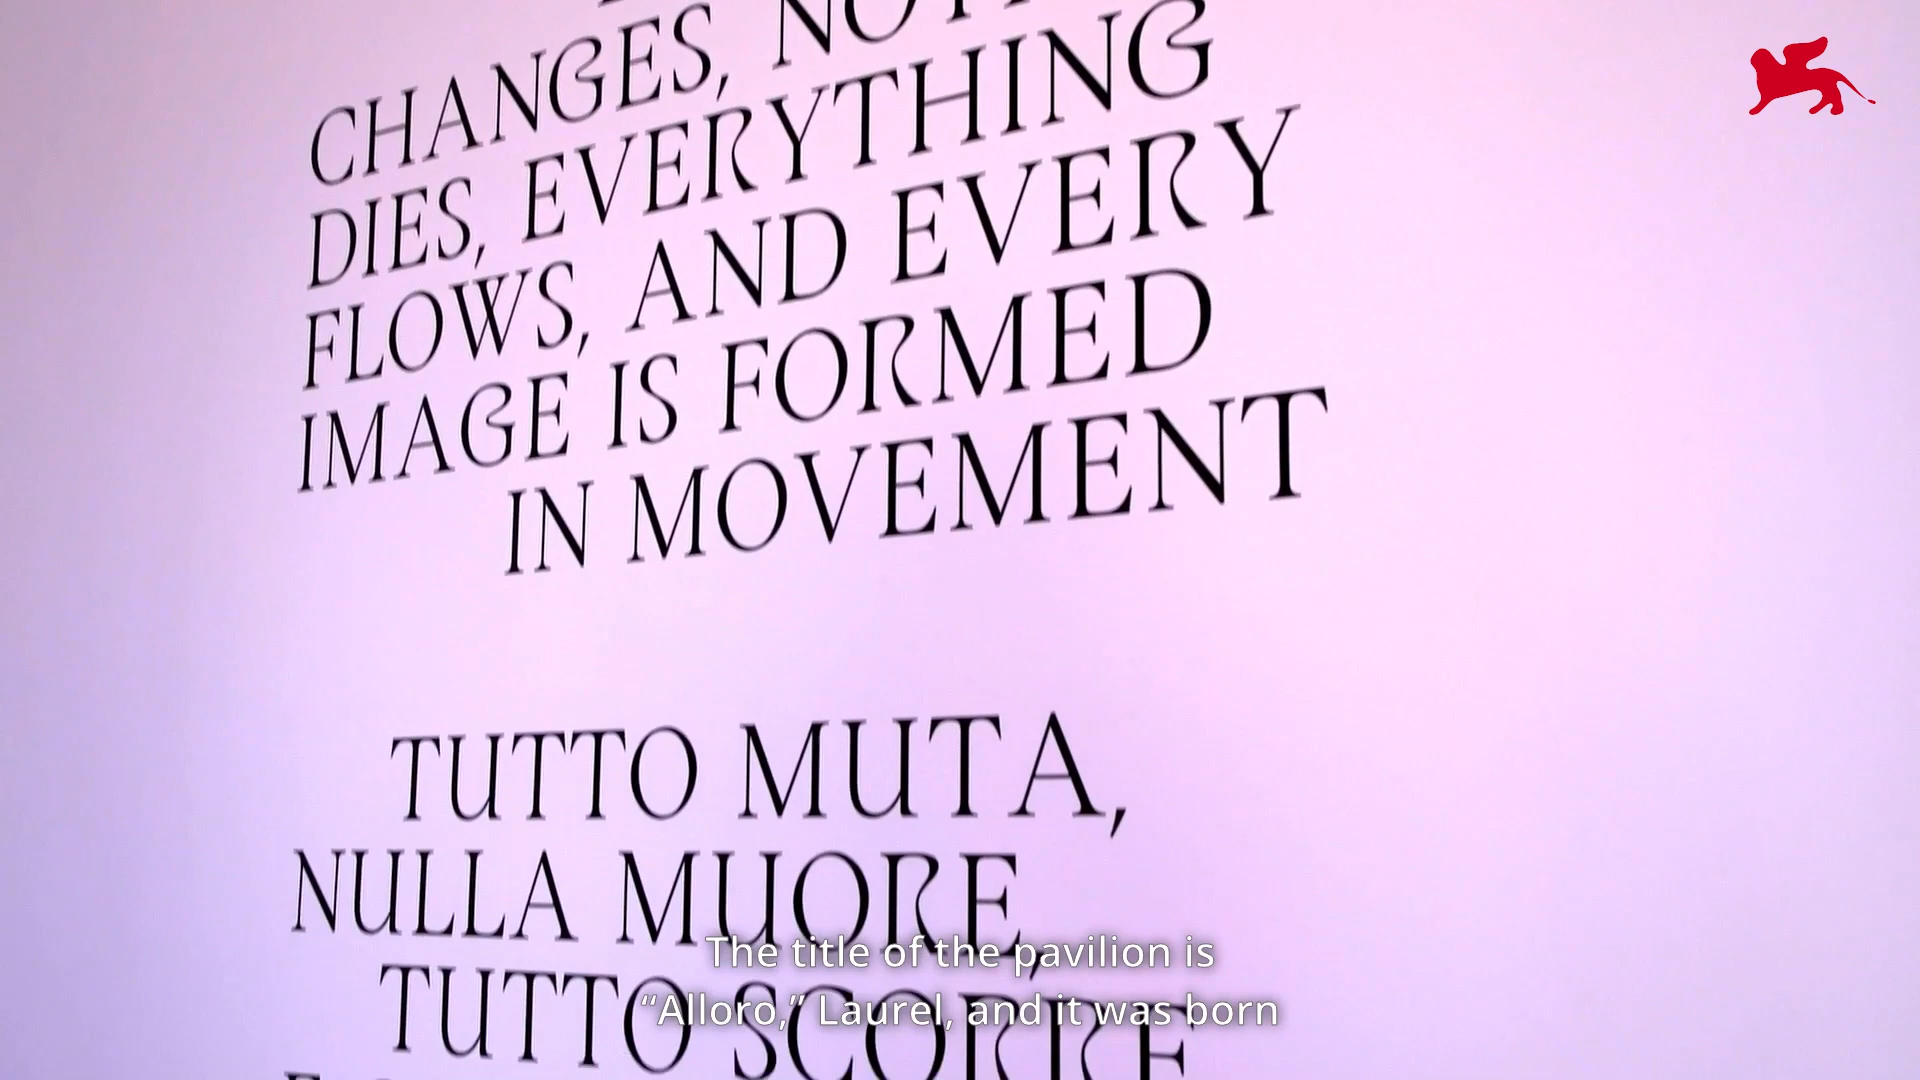 CHANGES,
DIES, EVERYTHING
FLOWS, AND EVERY
IMAGE IS FORMED
IN MOVEMENT
TUTTO MUTA,
NULLA MUORE,
TUTTO SCORRE
The title of the pavilion is
“Alloro,” Laurel, and it was born